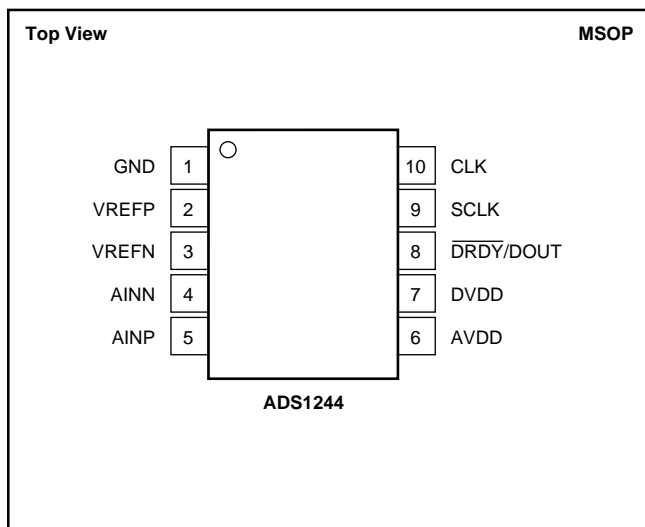 Top View MSOP
GND 1 10 CLK
VREFP 2 9 SCLK
VREFN 3 8 D̅R̅D̅Y̅/DOUT
AINN 4 7 DVDD
AINP 5 6 AVDD
ADS1244